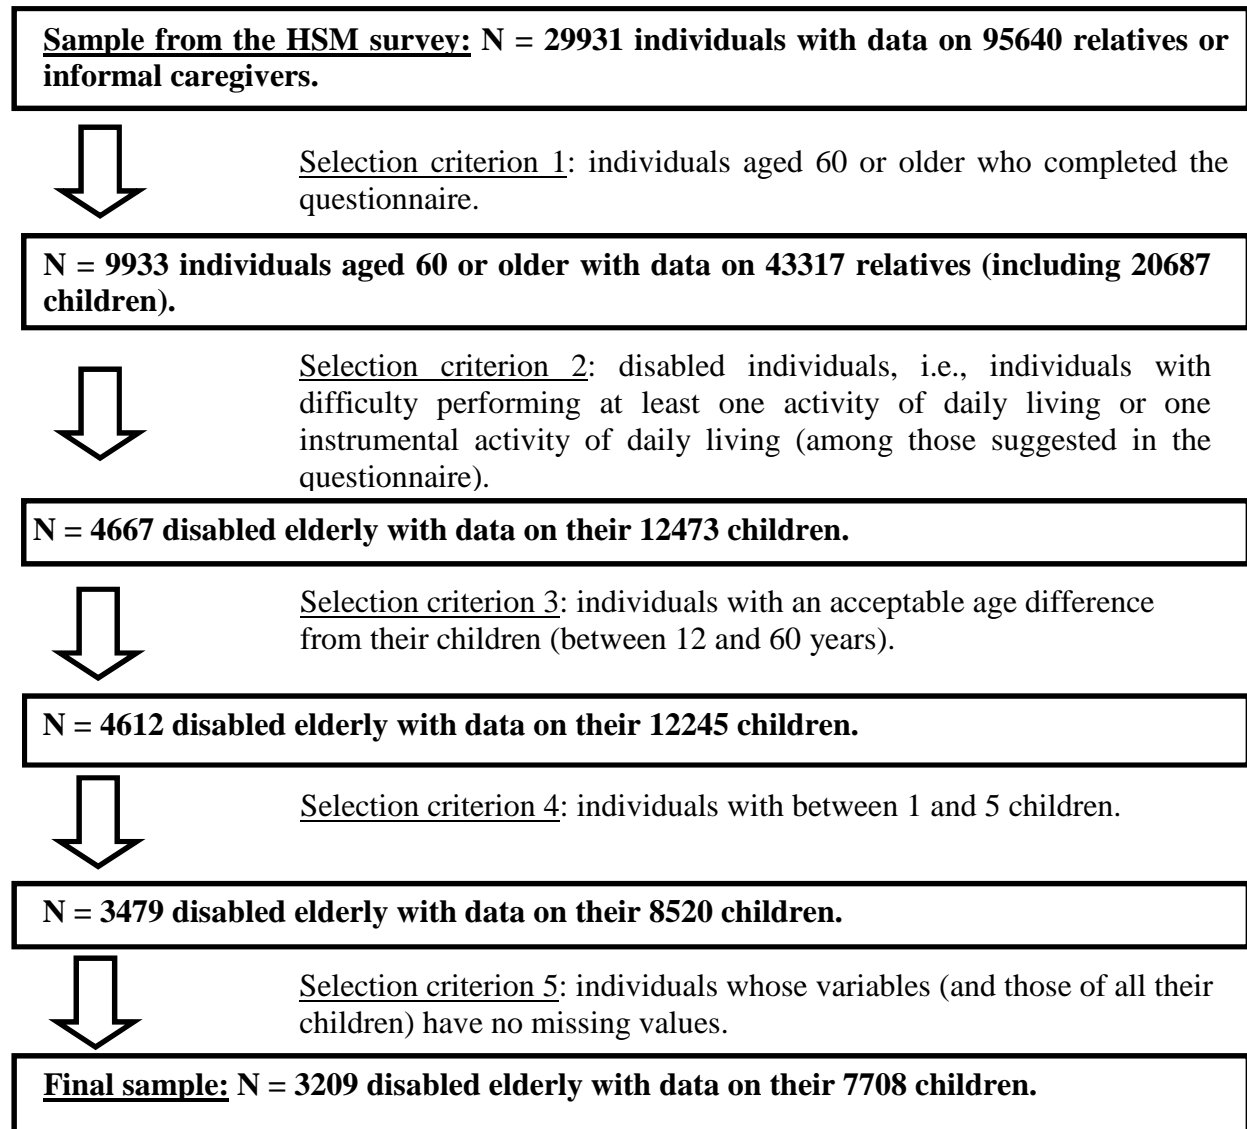 Sample from the HSM survey: N = 29931 individuals with data on 95640 relatives or
informal caregivers.
Selection criterion 1: individuals aged 60 or older who completed the
questionnaire.
N = 9933 individuals aged 60 or older with data on 43317 relatives (including 20687
children).
Selection criterion 2: disabled individuals, i.e., individuals with
difficulty performing at least one activity of daily living or one
instrumental activity of daily living (among those suggested in the
questionnaire).
N = 4667 disabled elderly with data on their 12473 children.
Selection criterion 3: individuals with an acceptable age difference
from their children (between 12 and 60 years).
N = 4612 disabled elderly with data on their 12245 children.
Selection criterion 4: individuals with between 1 and 5 children.
N = 3479 disabled elderly with data on their 8520 children.
Selection criterion 5: individuals whose variables (and those of all their
children) have no missing values.
Final sample: N = 3209 disabled elderly with data on their 7708 children.